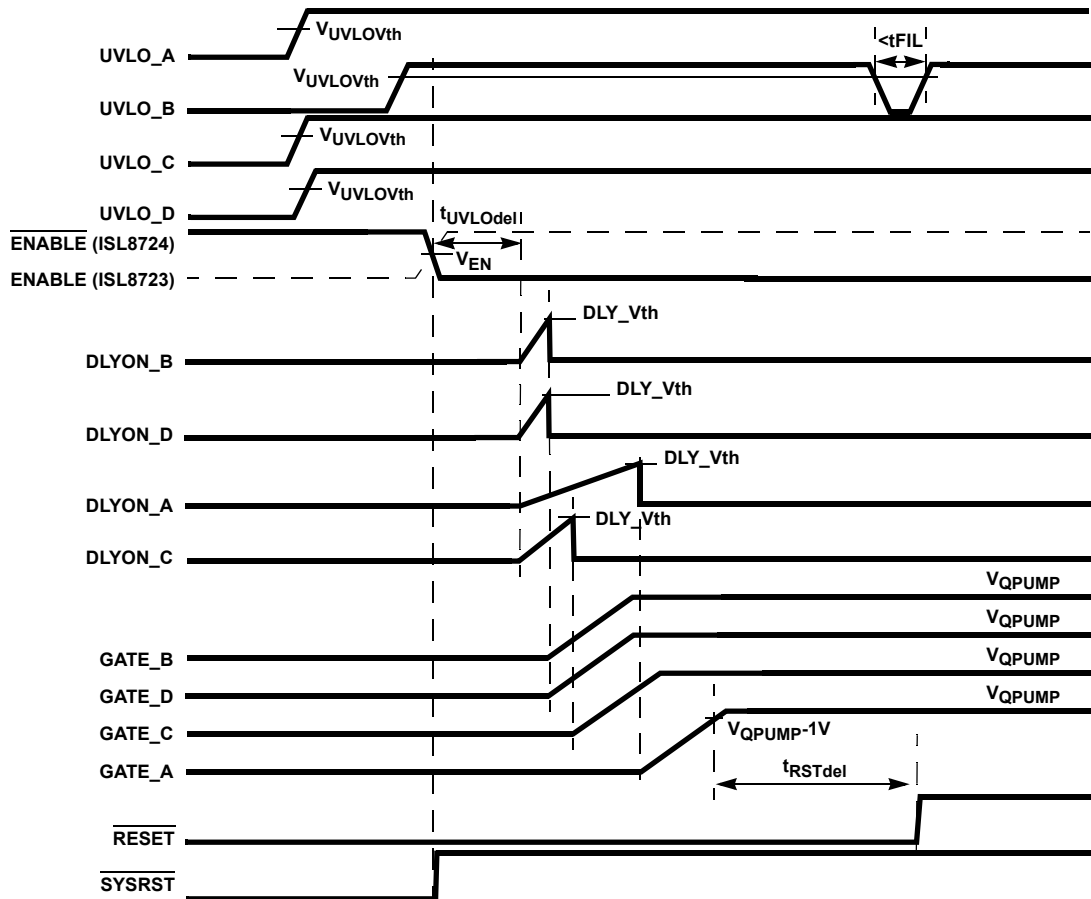 UVLO_A
VUVLOVth
<tFIL
VUVLOVth
UVLO_B
VUVLOVth
UVLO_C
VUVLOVth
UVLO_D
tUVLOdel
ENABLE (ISL8724)
VEN
ENABLE (ISL8723)
DLY_Vth
DLYON_B
DLY_Vth
DLYON_D
DLY_Vth
DLYON_A
DLY_Vth
DLYON_C
VQPUMP
VQPUMP
GATE_B
VQPUMP
GATE_D
VQPUMP
GATE_C
VQPUMP-1V
GATE_A
tRSTdel
RESET
SYSRST